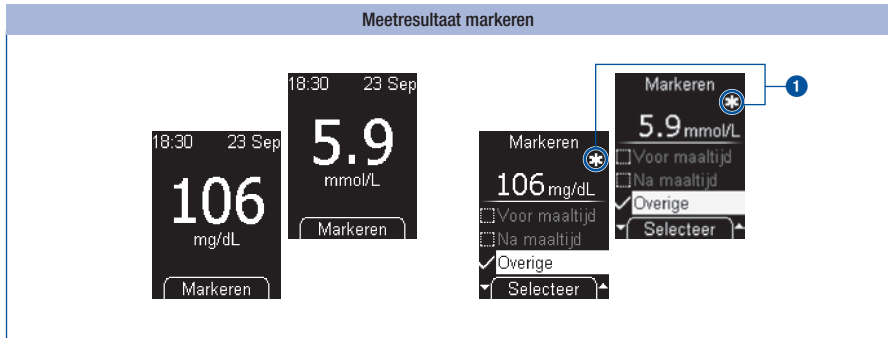 Meetresultaat markeren
18:30 23 Sep
106
mg/dL
Markeren
18:30 23 Sep
5.9
mmol/L
Markeren
Markeren
*
106 mg/dL
Voor maaltijd
Na maaltijd
Overige
Selecteer
Markeren
*
5.9 mmol/L
Voor maaltijd
Na maaltijd
Overige
Selecteer
1